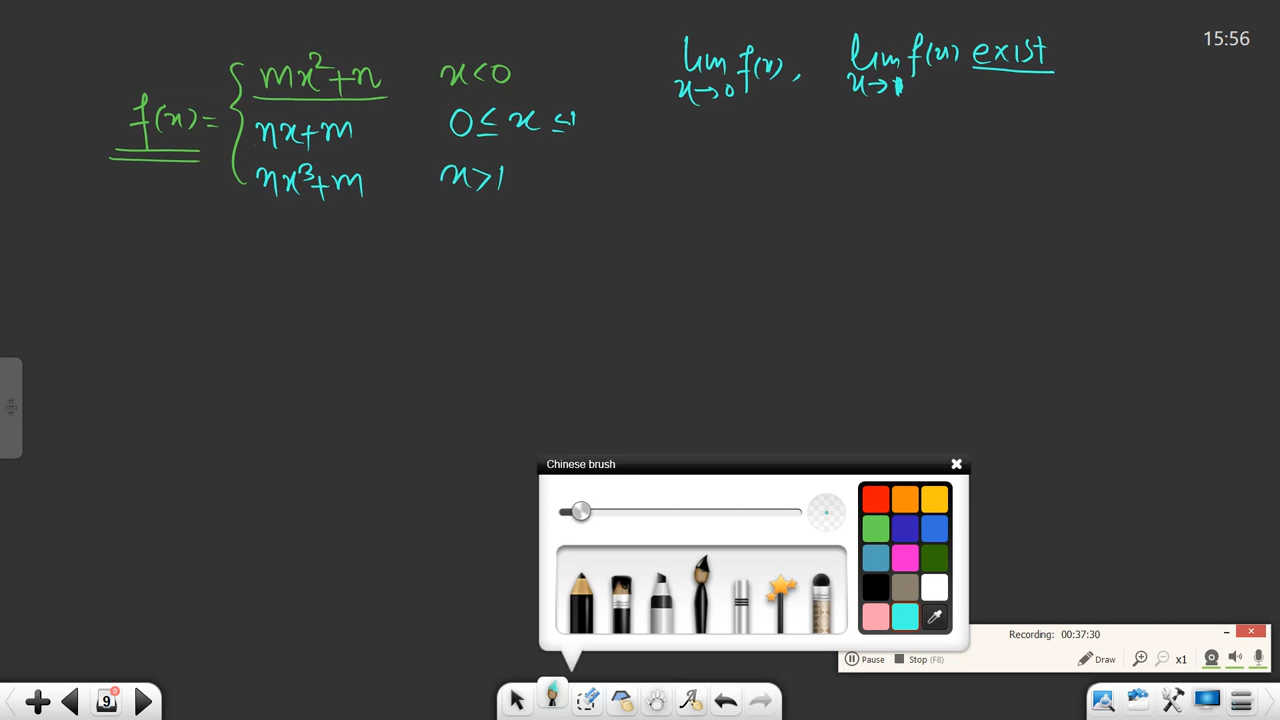 15:56
f(x) = { mx²+n x<0
nx+m 0 ≤ x ≤1
nx³+m x>1
lim x→0 f(x), lim x→1 f(x) exist
Chinese brush
Recording: 00:37:30
Pause Stop (F8) Draw x1
9 0